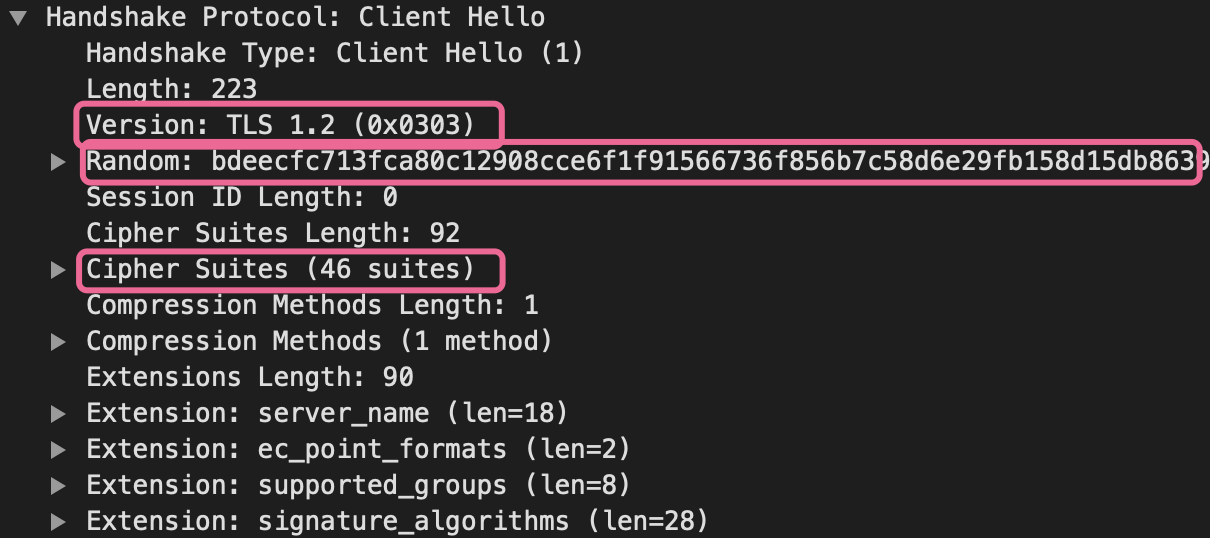 Handshake Protocol: Client Hello
Handshake Type: Client Hello (1)
Length: 223
Version: TLS 1.2 (0x0303)
Random: bdeecfc713fca80c12908cce6f1f91566736f856b7c58d6e29fb158d15db8639
Session ID Length: 0
Cipher Suites Length: 92
Cipher Suites (46 suites)
Compression Methods Length: 1
Compression Methods (1 method)
Extensions Length: 90
Extension: server_name (len=18)
Extension: ec_point_formats (len=2)
Extension: supported_groups (len=8)
Extension: signature_algorithms (len=28)